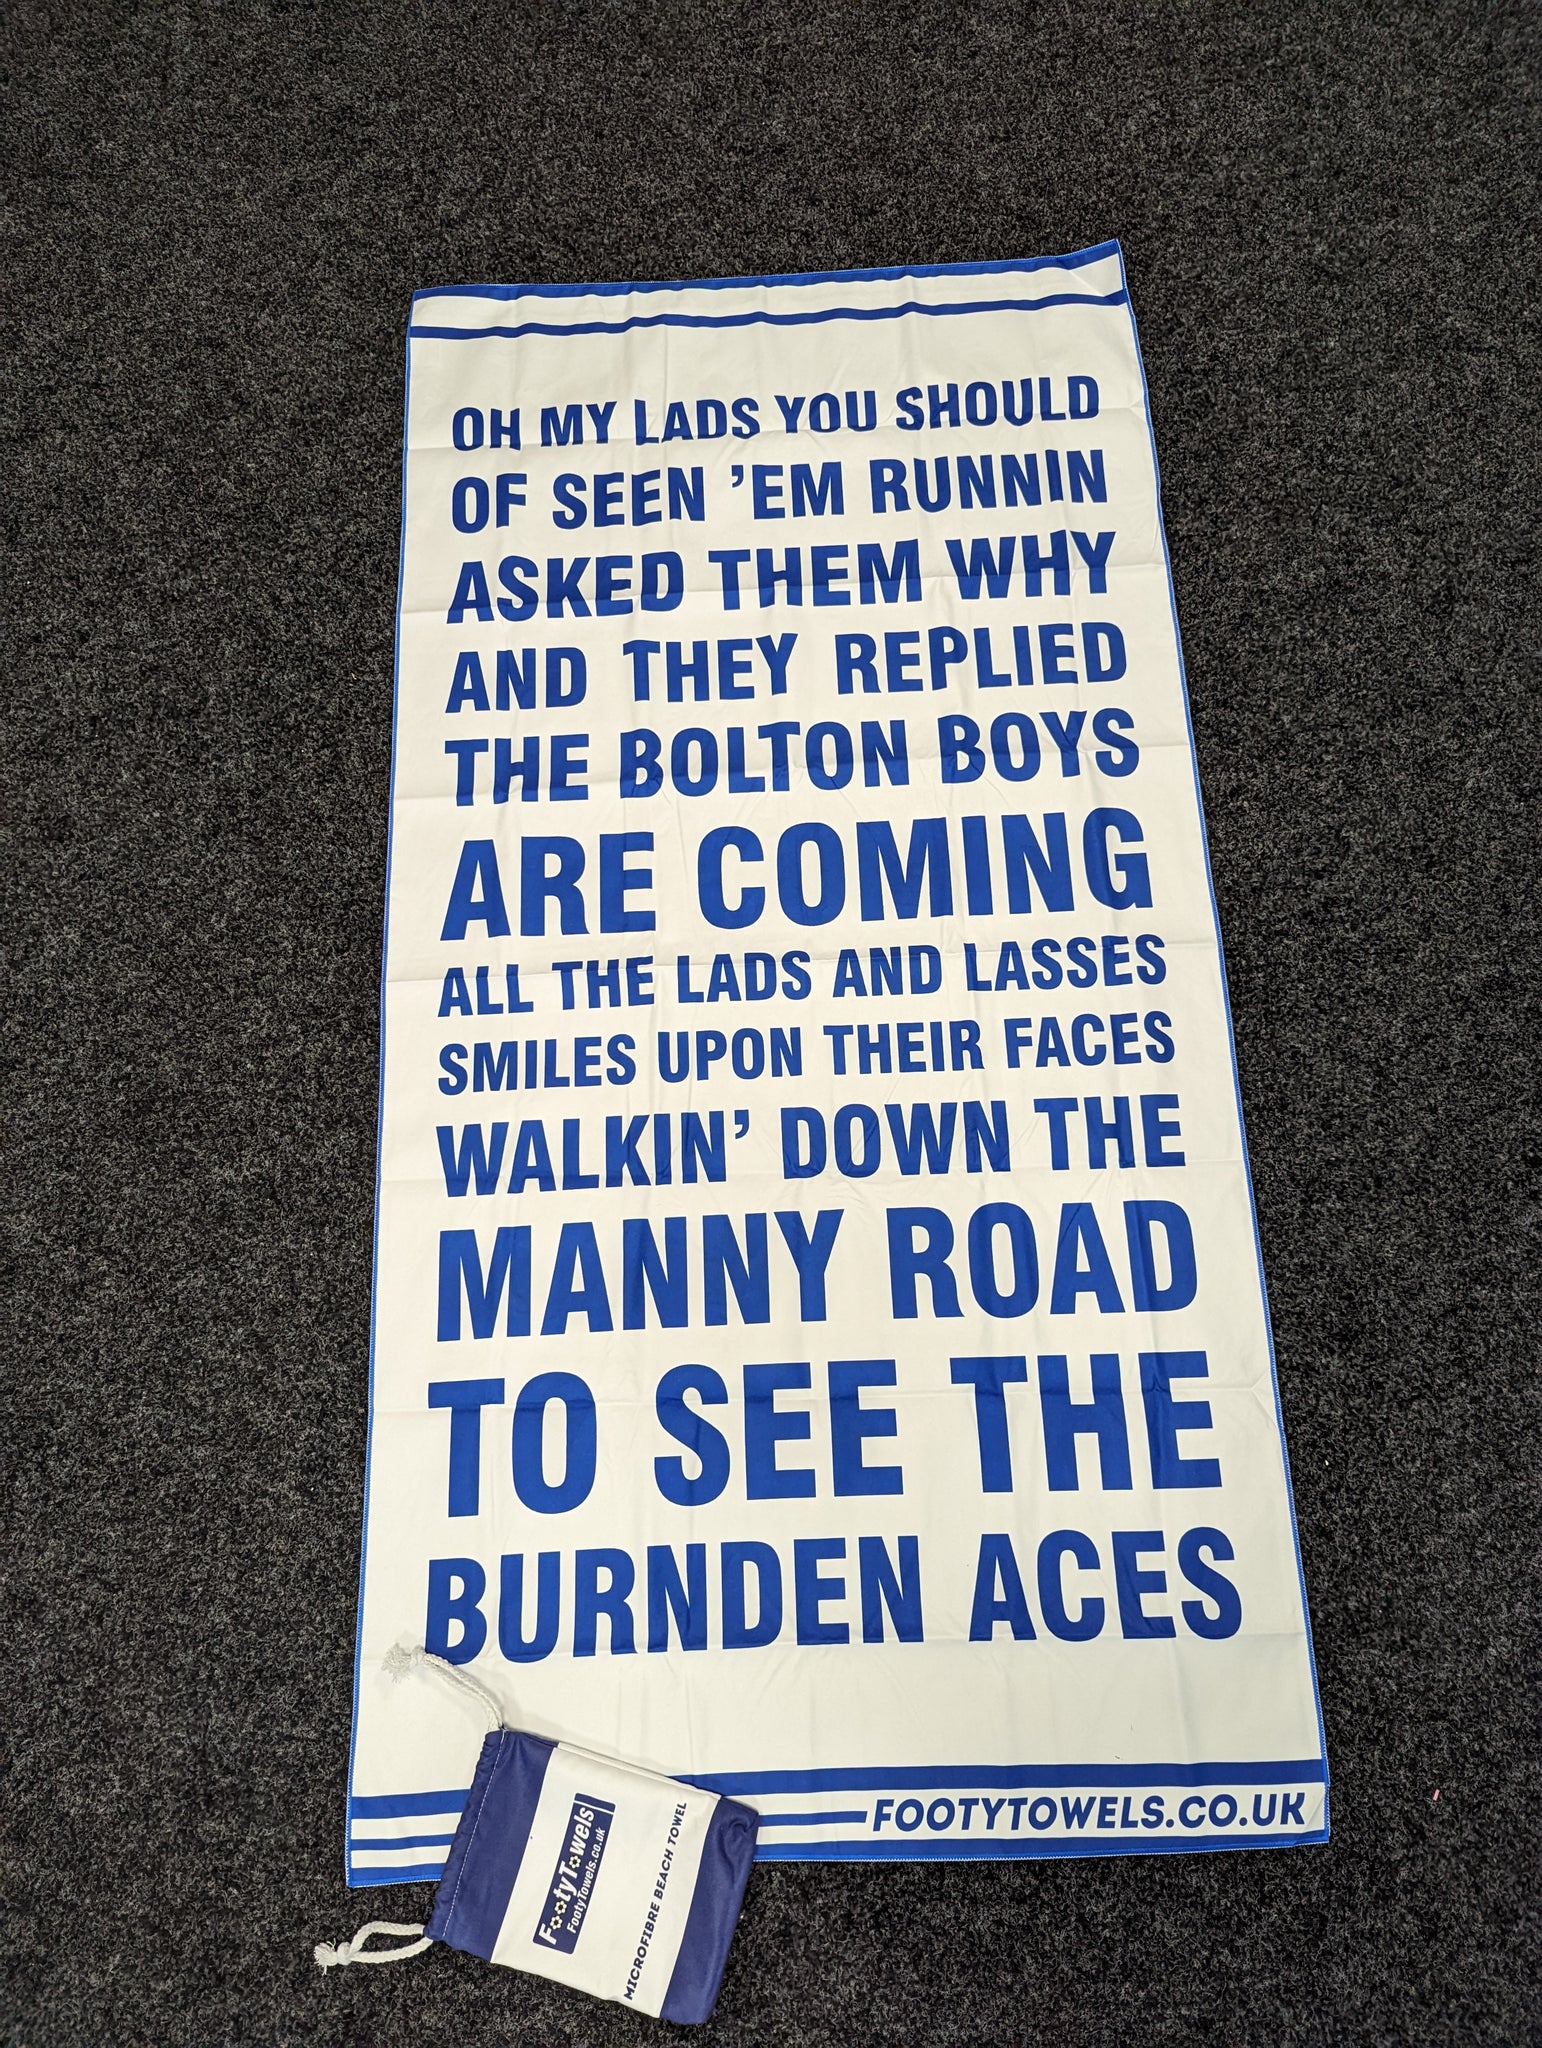 OH MY LADS YOU SHOULD
OF SEEN ’EM RUNNIN
ASKED THEM WHY
AND THEY REPLIED
THE BOLTON BOYS
ARE COMING
ALL THE LADS AND LASSES
SMILES UPON THEIR FACES
WALKIN’ DOWN THE
MANNY ROAD
TO SEE THE
BURNDEN ACES
FOOTYTOWELS.CO.UK
FootyTowels
FootyTowels.co.uk
MICROFIBRE BEACH TOWEL